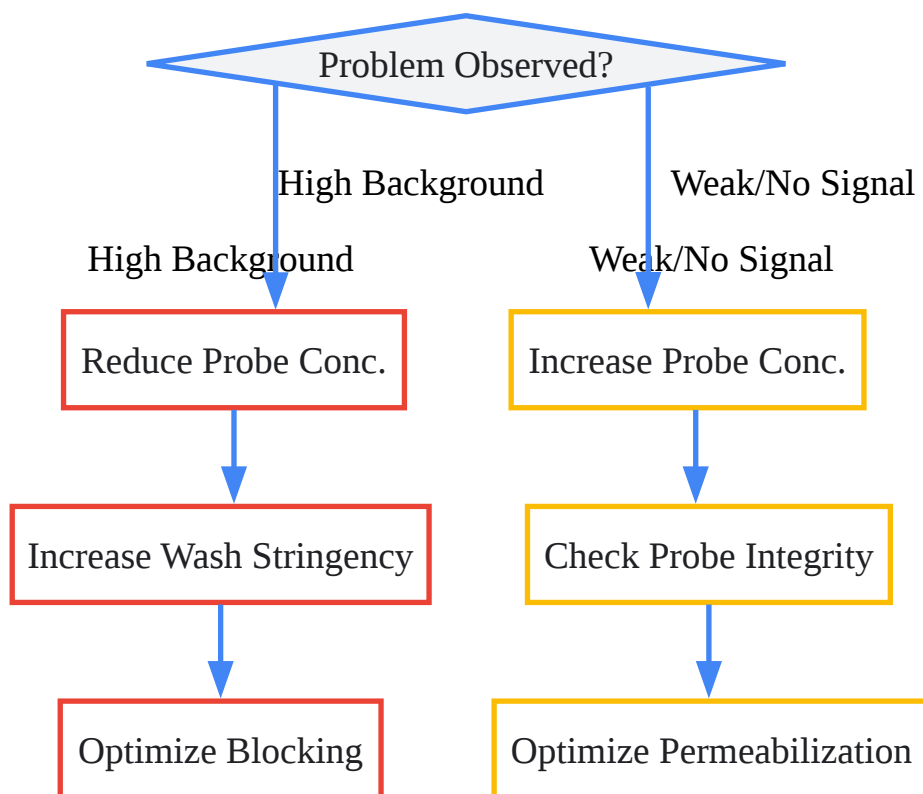 Problem Observed?
High Background
Weak/No Signal
High Background
Weak/No Signal
Reduce Probe Conc.
Increase Probe Conc.
Increase Wash Stringency
Check Probe Integrity
Optimize Blocking
Optimize Permeabilization